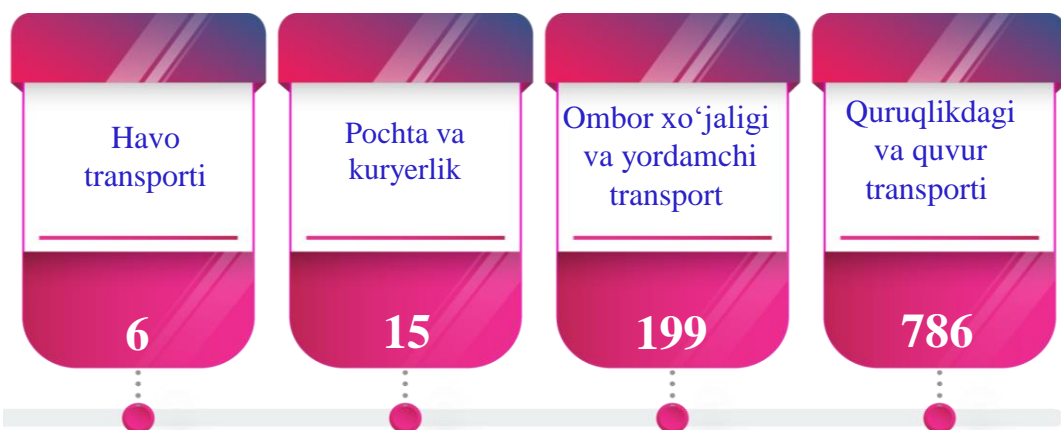 Havo
transporti
6
Pochta va
kuryerlik
15
Ombor xo‘jaligi
va yordamchi
transport
199
Quruqlikdagi
va quvur
transporti
786